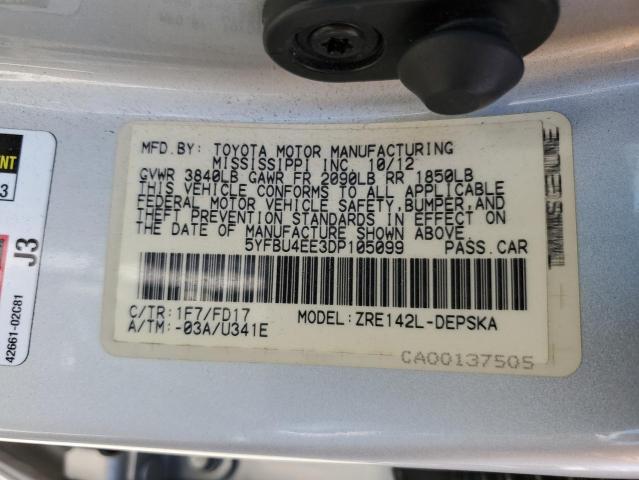 MFD.BY: TOYOTA MOTOR MANUFACTURING
MISSISSIPPI INC 10/12
GVWR 3840LB GAWR FR 2090LB RR 1850LB
THIS VEHICLE CONFORMS TO ALL APPLICABLE
FEDERAL MOTOR VEHICLE SAFETY,BUMPER,AND
THEFT PREVENTION STANDARDS IN EFFECT ON
THE DATE OF MANUFACTURE SHOWN ABOVE.
5YFBU4EE3DP105099 PASS.CAR
C/TR:1F7/FD17 MODEL:ZRE142L-DEPSKA
A/TM:-03A/U341E
CA00137505
NT
3
J3
42661-02C81